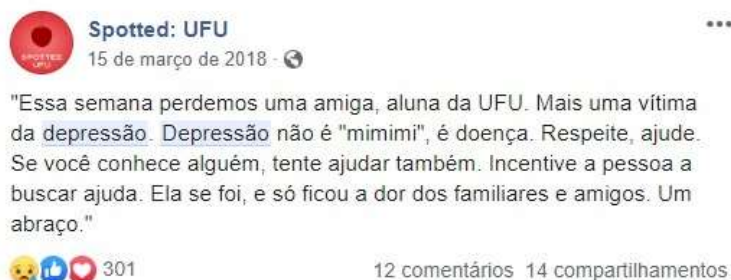 Spotted: UFU
15 de março de 2018
"Essa semana perdemos uma amiga, aluna da UFU. Mais uma vítima
da depressão. Depressão não é "mimimi", é doença. Respeite, ajude.
Se você conhece alguém, tente ajudar também. Incentive a pessoa a
buscar ajuda. Ela se foi, e só ficou a dor dos familiares e amigos. Um
abraço."
301 12 comentários 14 compartilhamentos
SPOTTED
UFU